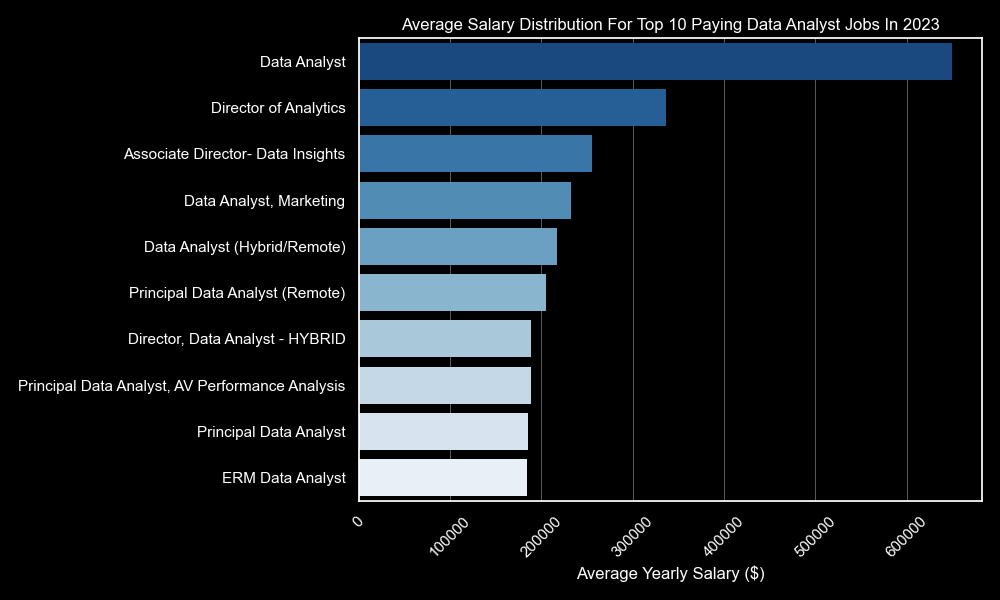 Average Salary Distribution For Top 10 Paying Data Analyst Jobs In 2023
Data Analyst
Director of Analytics
Associate Director- Data Insights
Data Analyst, Marketing
Data Analyst (Hybrid/Remote)
Principal Data Analyst (Remote)
Director, Data Analyst - HYBRID
Principal Data Analyst, AV Performance Analysis
Principal Data Analyst
ERM Data Analyst
0
100000
200000
300000
400000
500000
600000
Average Yearly Salary ($)